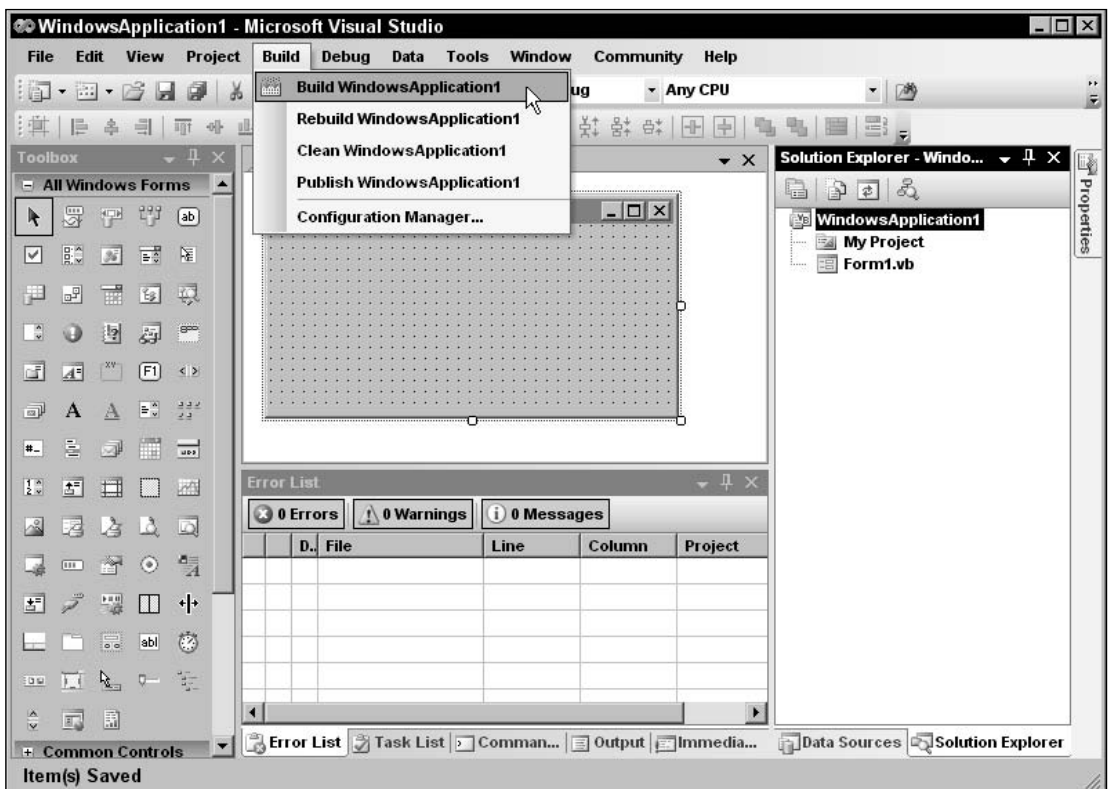 WindowsApplication1 - Microsoft Visual Studio
File Edit View Project Build Debug Data Tools Window Community Help
Build WindowsApplication1
ug Any CPU
Rebuild WindowsApplication1
Clean WindowsApplication1
Publish WindowsApplication1
Configuration Manager...
Toolbox
All Windows Forms
Solution Explorer - Windo...
WindowsApplication1
My Project
Form1.vb
Properties
Error List
0 Errors 0 Warnings 0 Messages
D.. File Line Column Project
Common Controls
Error List Task List Comman... Output Immedia...
Data Sources Solution Explorer
Item(s) Saved